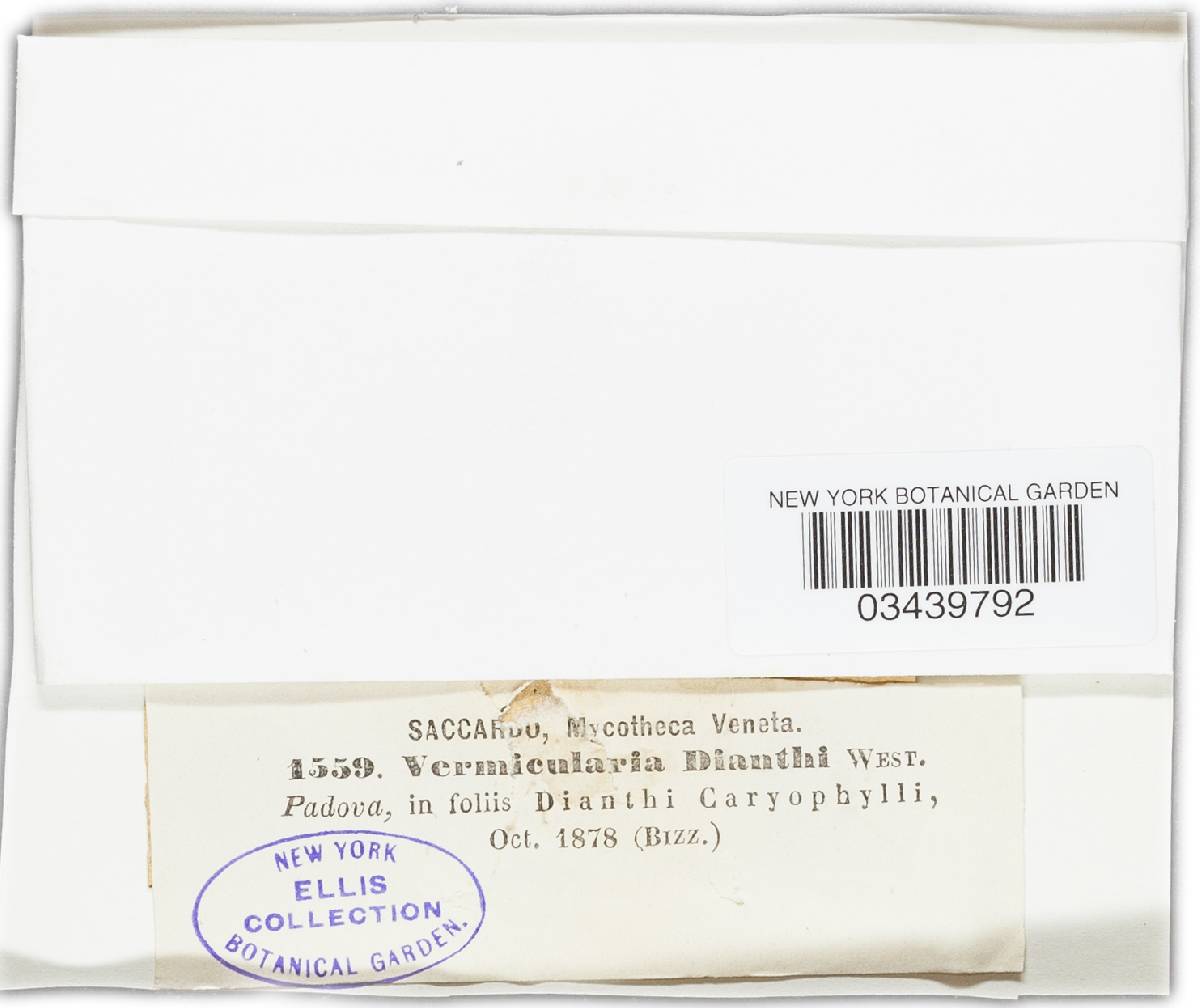 NEW YORK BOTANICAL GARDEN
03439792
SACCARDO, Mycotheca Veneta.
1559. Vermicularia Dianthi WEST.
Padova, in foliis Dianthi Caryophylli,
Oct. 1878 (BIZZ.)
NEW YORK
ELLIS
COLLECTION
BOTANICAL GARDEN.